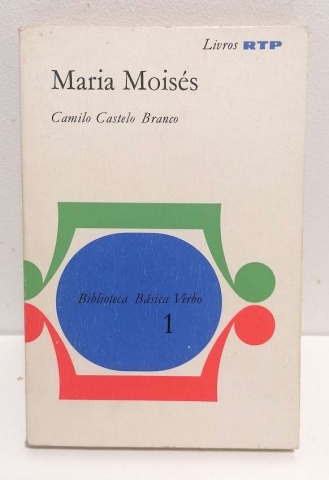 Livros RTP
Maria Moisés
Camilo Castelo Branco
Biblioteca Básica Verbo
1